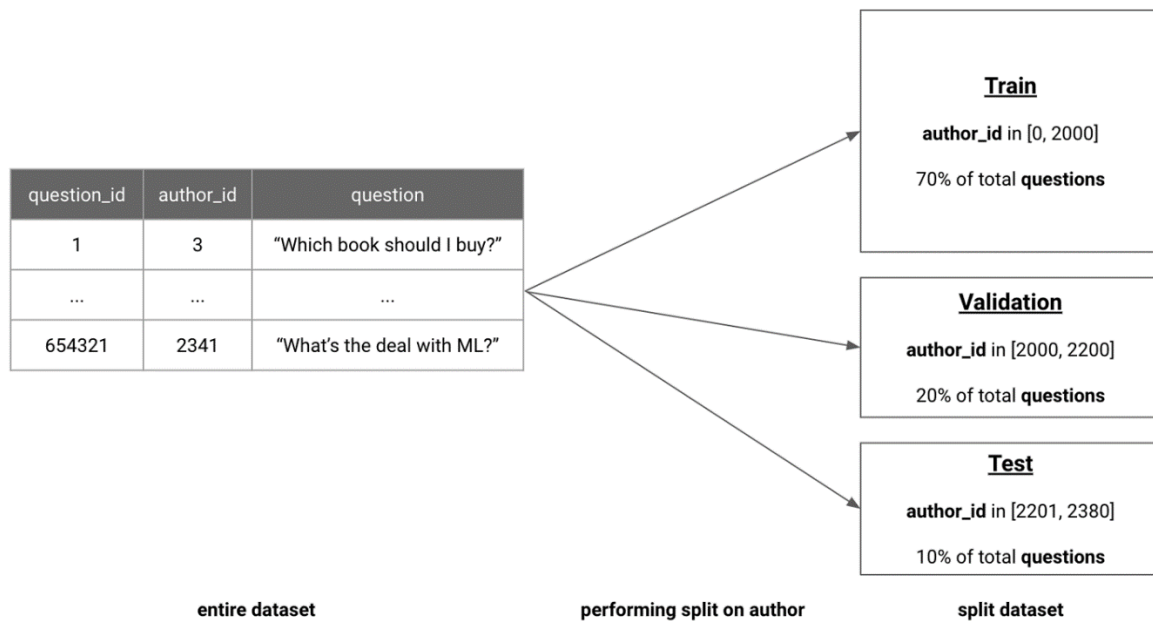 question_id author_id question
1 3 “Which book should I buy?”
... ... ...
654321 2341 “What’s the deal with ML?”
Train
author_id in [0, 2000]
70% of total questions
Validation
author_id in [2000, 2200]
20% of total questions
Test
author_id in [2201, 2380]
10% of total questions
entire dataset performing split on author split dataset